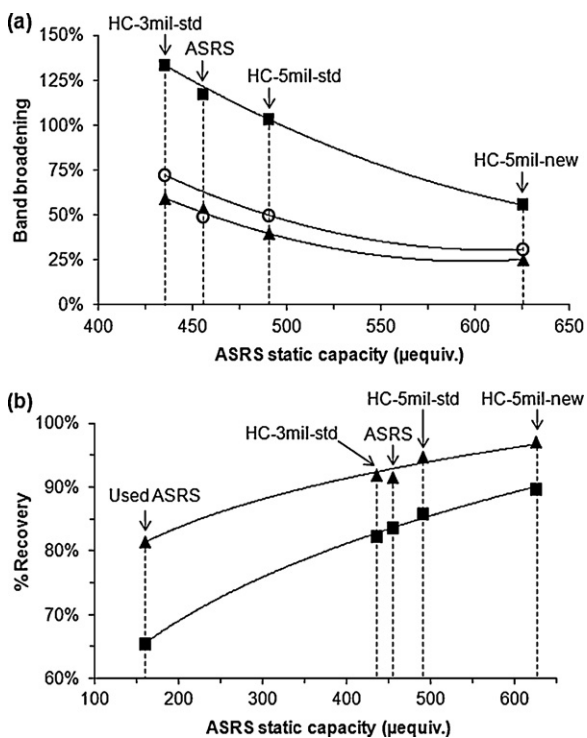 (a)
HC-3mil-std
ASRS
HC-5mil-std
HC-5mil-new
150%
125%
100%
75%
50%
25%
0%
Band broadening
400 450 500 550 600 650
ASRS static capacity (µequiv.)
(b)
HC-5mil-std
HC-5mil-new
HC-3mil-std
ASRS
Used ASRS
100%
90%
80%
70%
60%
%Recovery
100 200 300 400 500 600
ASRS static capacity (µequiv.)